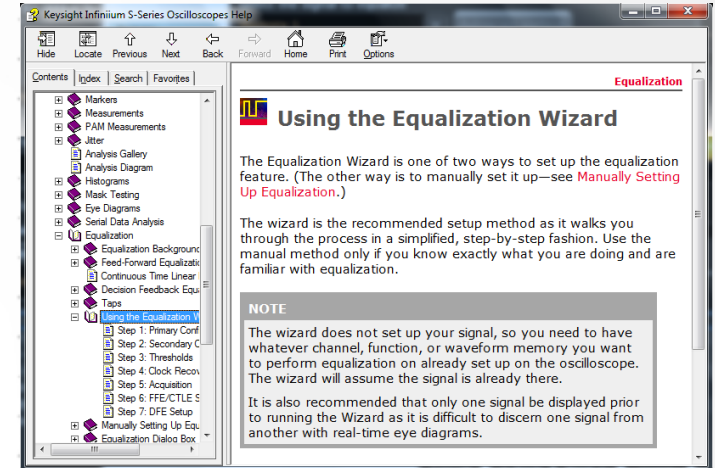 Keysight Infiniium S-Series Oscilloscopes Help
Hide Locate Previous Next Back Forward Home Print Options
Contents Index Search Favorites
Markers
Measurements
PAM Measurements
Jitter
Analysis Gallery
Analysis Diagram
Histograms
Mask Testing
Eye Diagrams
Serial Data Analysis
Equalization
Equalization Background
Feed-Forward Equalizatic
Continuous Time Linear
Decision Feedback Equa
Taps
Using the Equalization W
Step 1: Primary Conf
Step 2: Secondary C
Step 3: Thresholds
Step 4: Clock Recov
Step 5: Acquisition
Step 6: FFE/CTLE S
Step 7: DFE Setup
Manually Setting Up Equ
Equalization Dialog Box
Equalization
Using the Equalization Wizard
The Equalization Wizard is one of two ways to set up the equalization
feature. (The other way is to manually set it up—see Manually Setting
Up Equalization.)
The wizard is the recommended setup method as it walks you
through the process in a simplified, step-by-step fashion. Use the
manual method only if you know exactly what you are doing and are
familiar with equalization.
NOTE
The wizard does not set up your signal, so you need to have
whatever channel, function, or waveform memory you want
to perform equalization on already set up on the oscilloscope.
The wizard will assume the signal is already there.
It is also recommended that only one signal be displayed prior
to running the Wizard as it is difficult to discern one signal from
another with real-time eye diagrams.